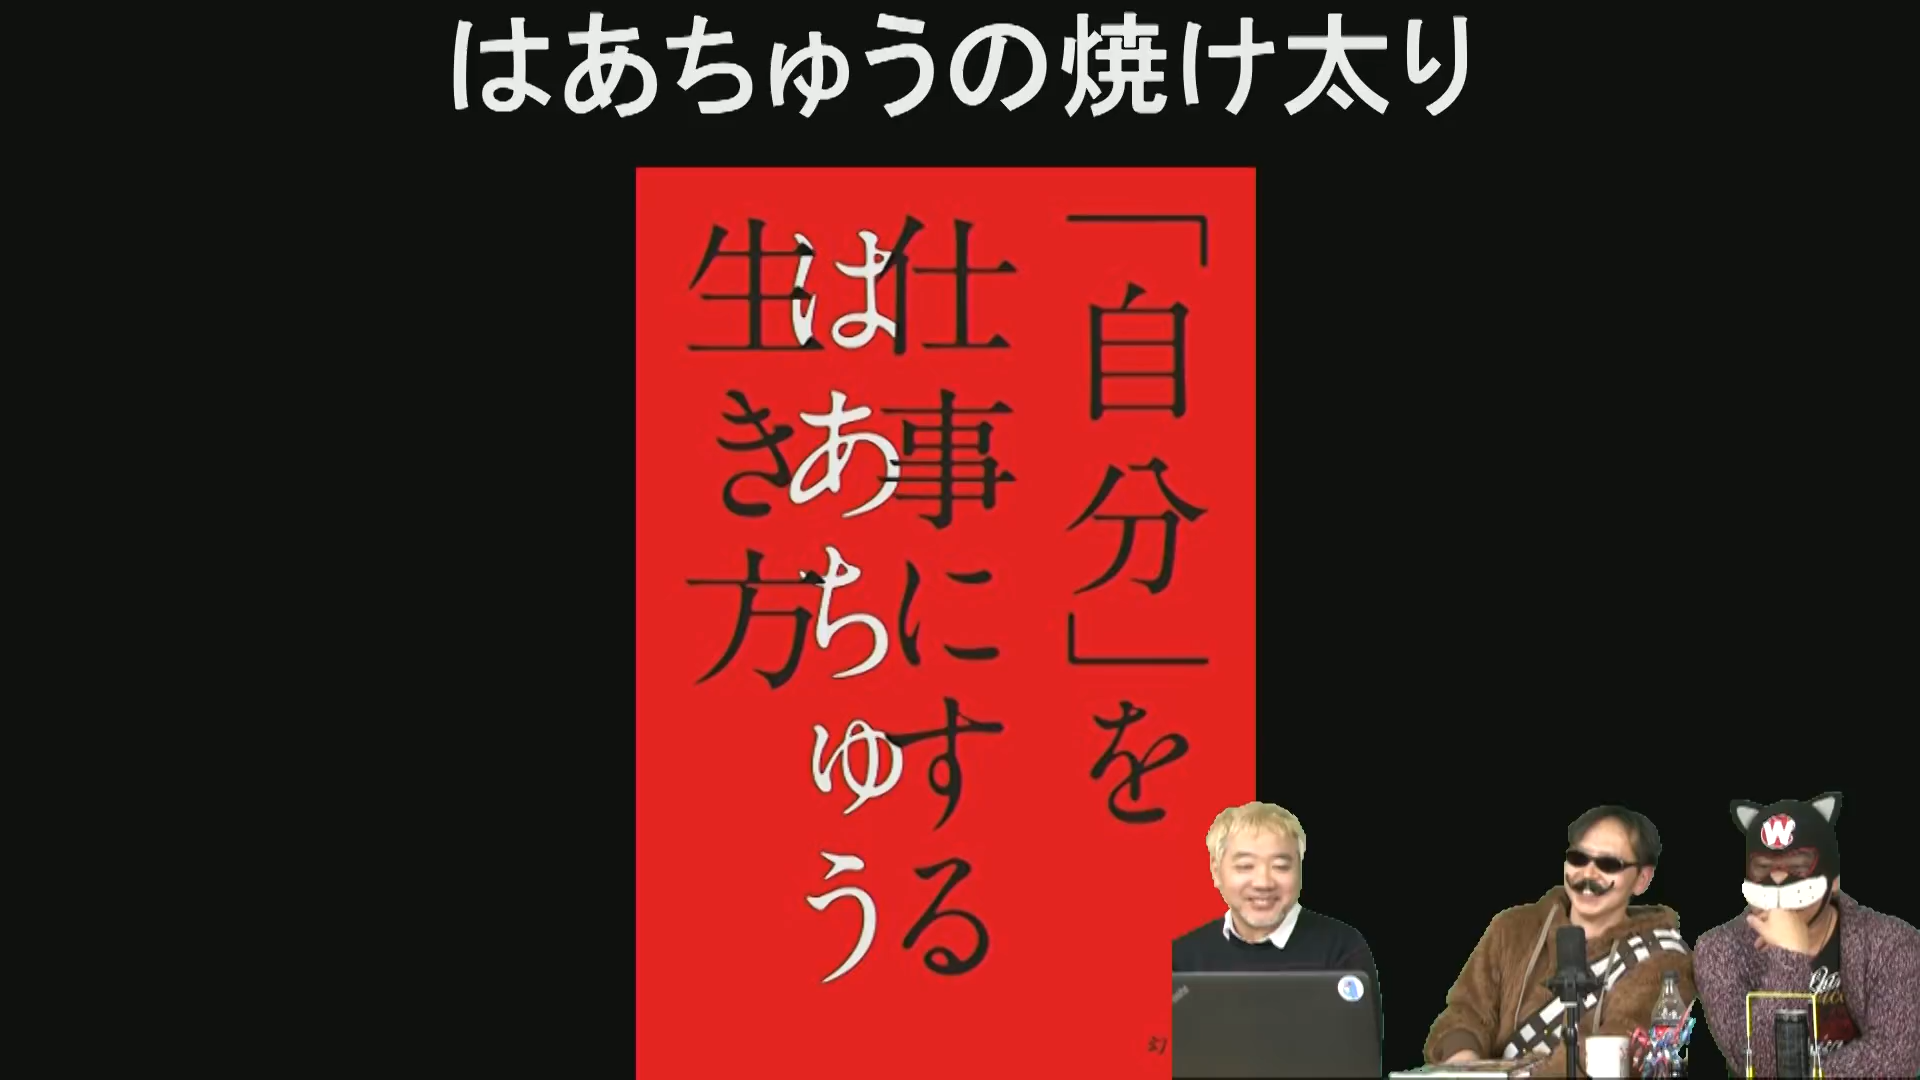 はあちゅうの焼け太り
「自分」を
仕事にする
はあちゅう
生き方
幻
W